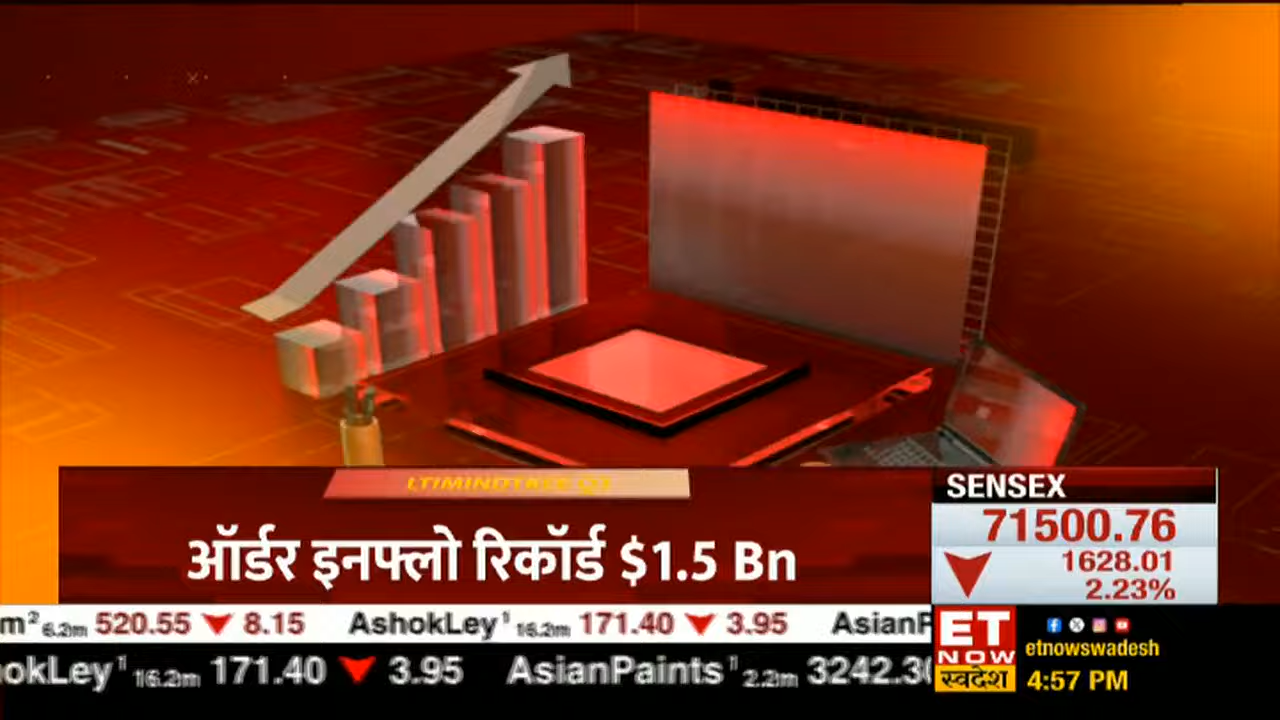 LTIMINDTREE Q3
ऑर्डर इनफ्लो रिकॉर्ड $1.5 Bn
SENSEX
71500.76
1628.01
2.23%
6.2m 520.55 8.15 AshokLey 16.2m 171.40 3.95
171.40 3.95 AsianPaints 2.2m
ET
NOW
स्वदेश
etnowswadesh
4:57 PM